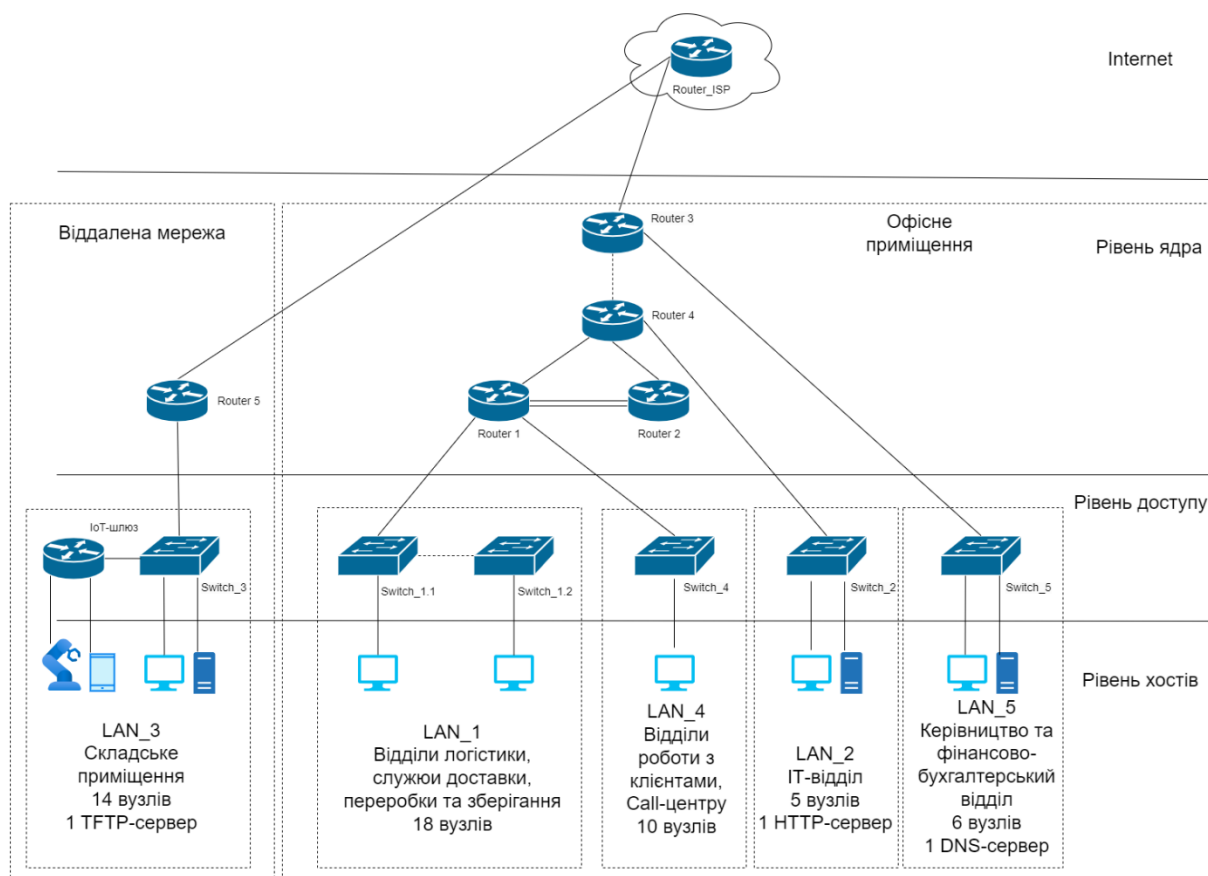 Internet
Router_ISP
Віддалена мережа
Офісне
приміщення
Рівень ядра
Router 3
Router 4
Router 5
Router 1
Router 2
Рівень доступу
IoT-шлюз
Switch_3
Switch_1.1
Switch_1.2
Switch_4
Switch_2
Switch_5
Рівень хостів
LAN_3
Складське
приміщення
14 вузлів
1 TFTP-сервер
LAN_1
Відділи логістики,
служюи доставки,
переробки та зберігання
18 вузлів
LAN_4
Відділи
роботи з
клієнтами,
Call-центру
10 вузлів
LAN_2
ІТ-відділ
5 вузлів
1 HTTP-сервер
LAN_5
Керівництво та
фінансово-
бухгалтерський
відділ
6 вузлів
1 DNS-сервер